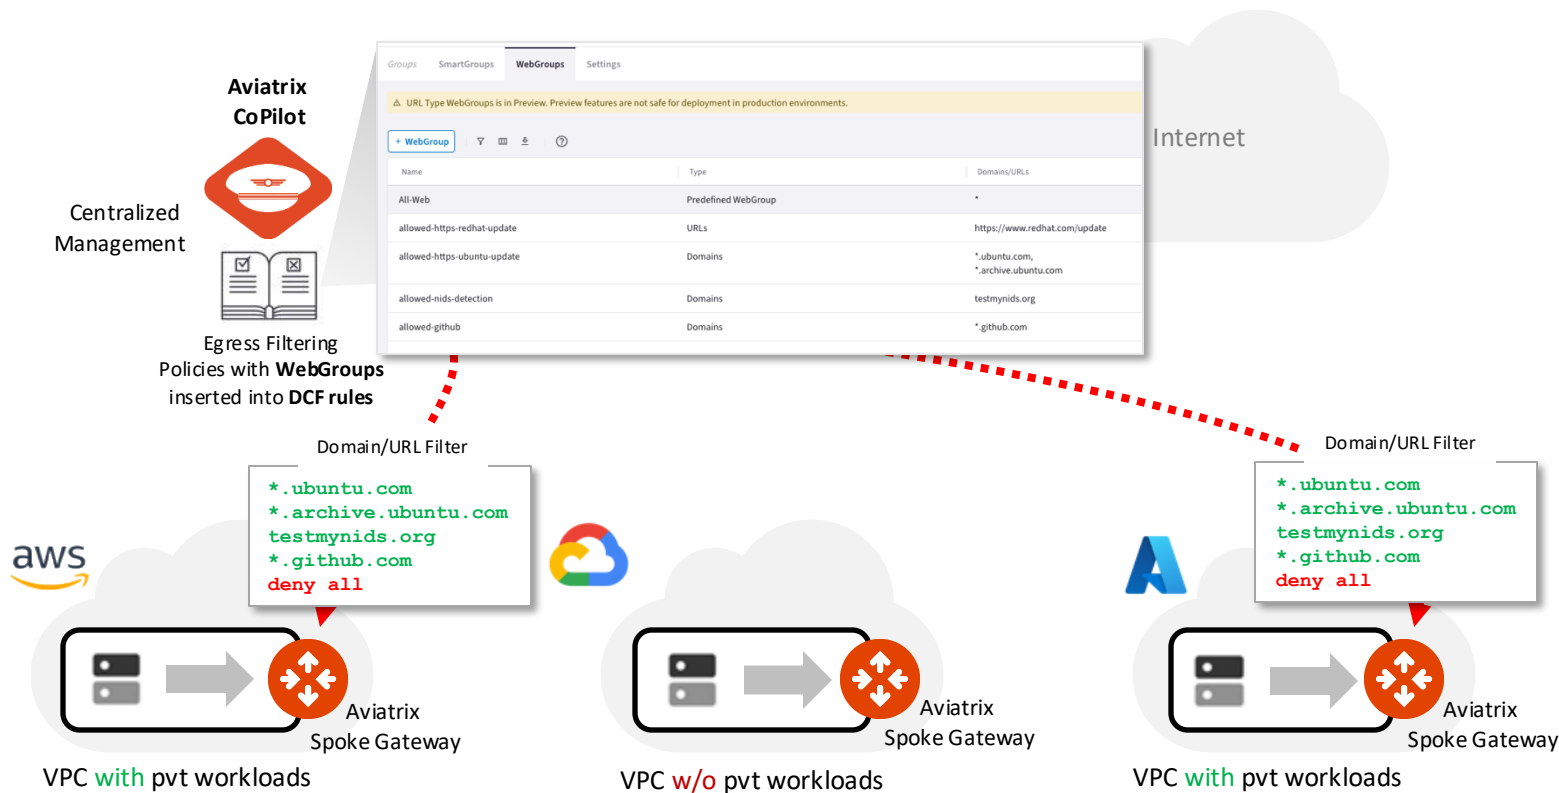 Aviatrix
CoPilot
Centralized
Management
Egress Filtering
Policies with WebGroups
inserted into DCF rules
Groups SmartGroups WebGroups Settings
URL Type WebGroups is in Preview. Preview features are not safe for deployment in production environments.
+ WebGroup ?
Name Type Domains/URLs
All-Web Predefined WebGroup *
allowed-https-redhat-update URLs https://www.redhat.com/update
allowed-https-ubuntu-update Domains *.ubuntu.com,
*.archive.ubuntu.com
allowed-nids-detection Domains testmynids.org
allowed-github Domains *.github.com
Internet
Domain/URL Filter
*.ubuntu.com
*.archive.ubuntu.com
testmynids.org
*.github.com
deny all
aws
Aviatrix
Spoke Gateway
VPC with pvt workloads
Aviatrix
Spoke Gateway
VPC w/o pvt workloads
Domain/URL Filter
*.ubuntu.com
*.archive.ubuntu.com
testmynids.org
*.github.com
deny all
Aviatrix
Spoke Gateway
VPC with pvt workloads